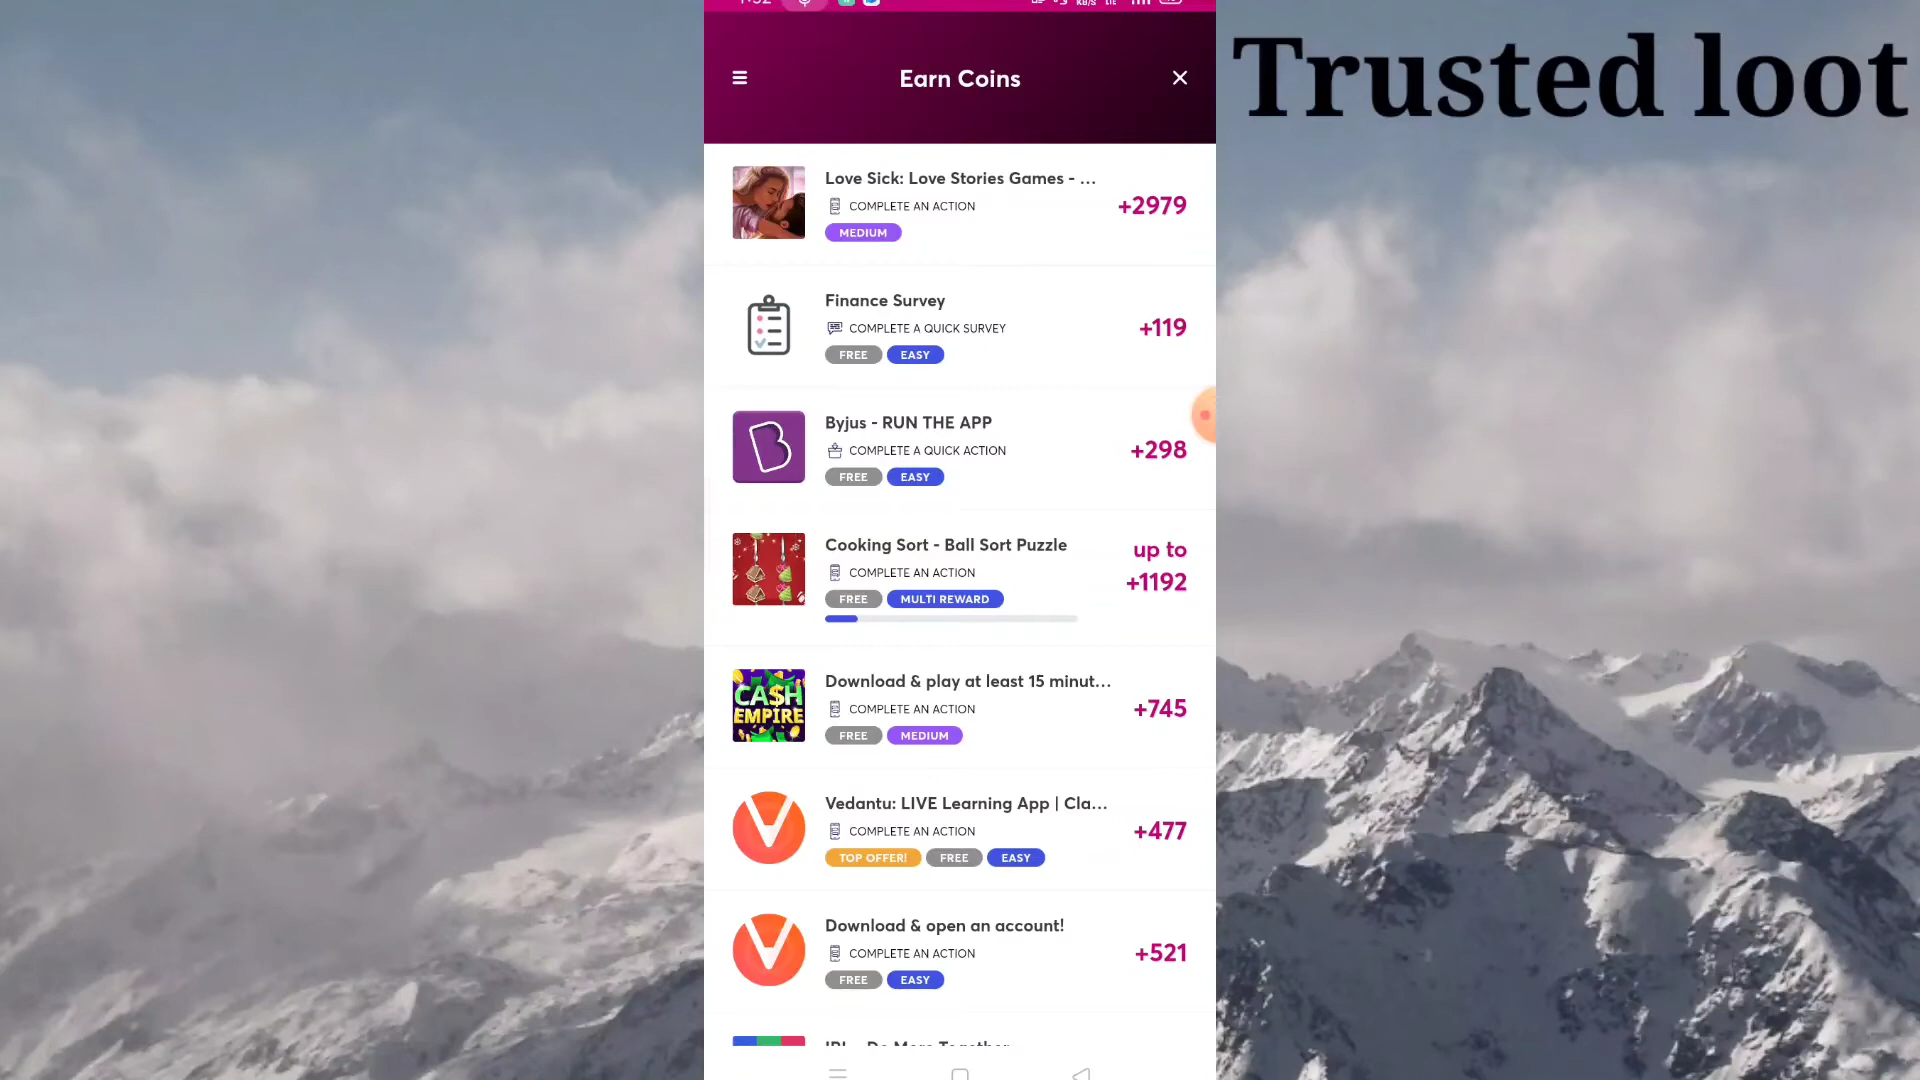 Trusted loot
Earn Coins
Love Sick: Love Stories Games - ...
COMPLETE AN ACTION
+2979
MEDIUM
Finance Survey
COMPLETE A QUICK SURVEY
+119
FREE EASY
Byjus - RUN THE APP
COMPLETE A QUICK ACTION
+298
FREE EASY
Cooking Sort - Ball Sort Puzzle
up to
COMPLETE AN ACTION
+1192
FREE MULTI REWARD
Download & play at least 15 minut...
COMPLETE AN ACTION
+745
CASH
EMPIRE
FREE MEDIUM
Vedantu: LIVE Learning App | Cla...
COMPLETE AN ACTION
+477
TOP OFFER! FREE EASY
Download & open an account!
COMPLETE AN ACTION
+521
FREE EASY